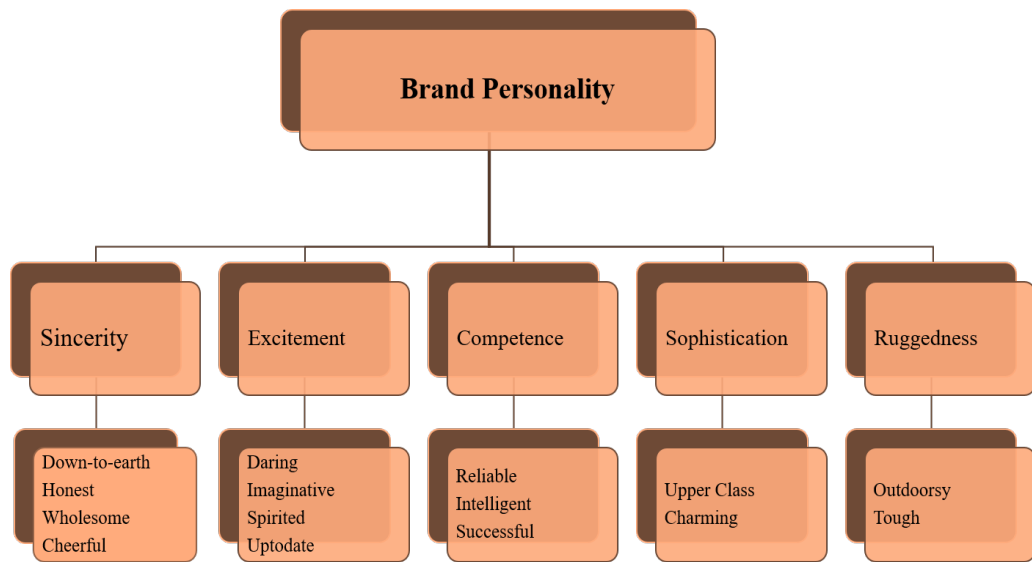 Brand Personality
Sincerity
Excitement
Competence
Sophistication
Ruggedness
Down-to-earth
Honest
Wholesome
Cheerful
Daring
Imaginative
Spirited
Uptodate
Reliable
Intelligent
Successful
Upper Class
Charming
Outdoorsy
Tough